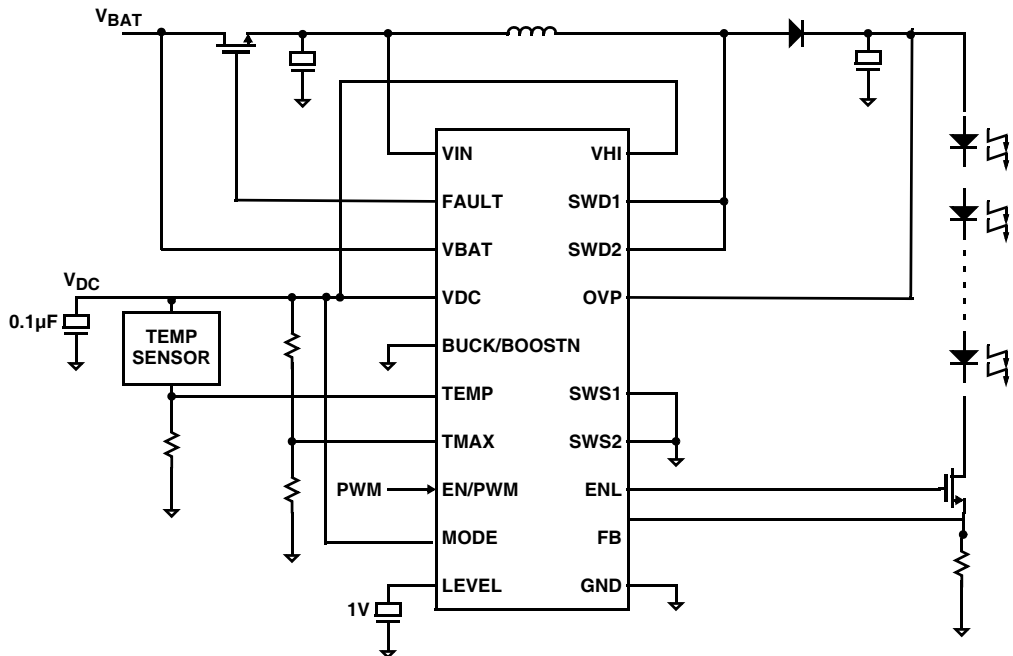 VBAT
VIN
VHI
FAULT
SWD1
VBAT
SWD2
VDC
VDC
OVP
0.1µF
TEMP
SENSOR
BUCK/BOOSTN
TEMP
SWS1
TMAX
SWS2
PWM
EN/PWM
ENL
MODE
FB
LEVEL
GND
1V